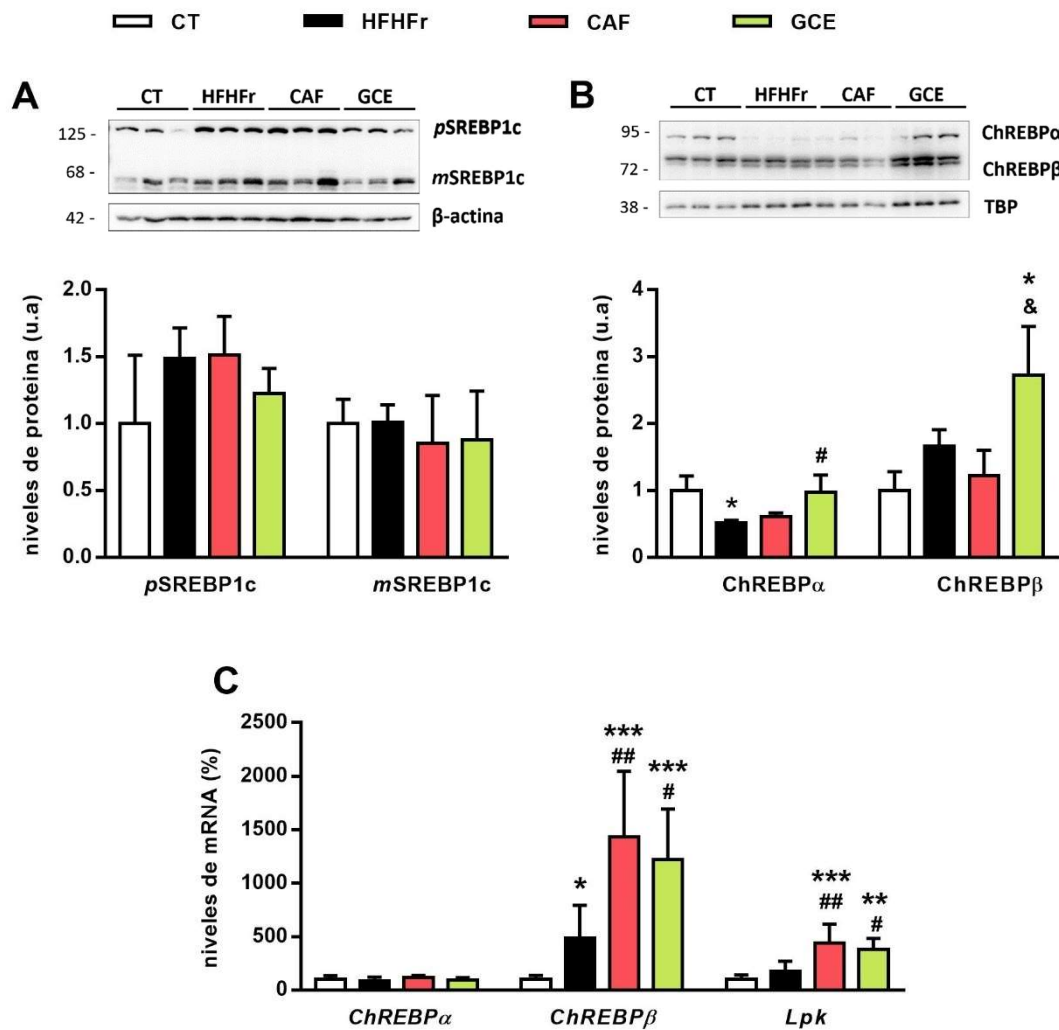 CT HFHFr CAF GCE
A
CT HFHFr CAF GCE
125 -
pSREBP1c
68 -
mSREBP1c
42 -
β-actina
niveles de proteina (u.a)
2.0
1.5
1.0
0.5
0.0
pSREBP1c mSREBP1c
B
CT HFHFr CAF GCE
95 -
ChREBPα
72 -
ChREBPβ
38 -
TBP
niveles de proteina (u.a)
4
3
2
1
0
*
#
*
&
ChREBPα ChREBPβ
C
niveles de mRNA (%)
2500
2000
1500
1000
500
0
*
***
##
***
#
***
##
**
#
ChREBPα ChREBPβ Lpk